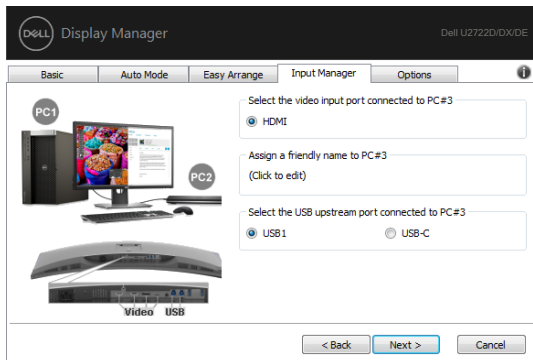 DELL Display Manager
Dell U2722D/DX/DE
Basic
Auto Mode
Easy Arrange
Input Manager
Options
Select the video input port connected to PC#3
HDMI
Assign a friendly name to PC#3
(Click to edit)
Select the USB upstream port connected to PC#3
USB1
USB-C
PC1
PC2
Video
USB
< Back
Next >
Cancel